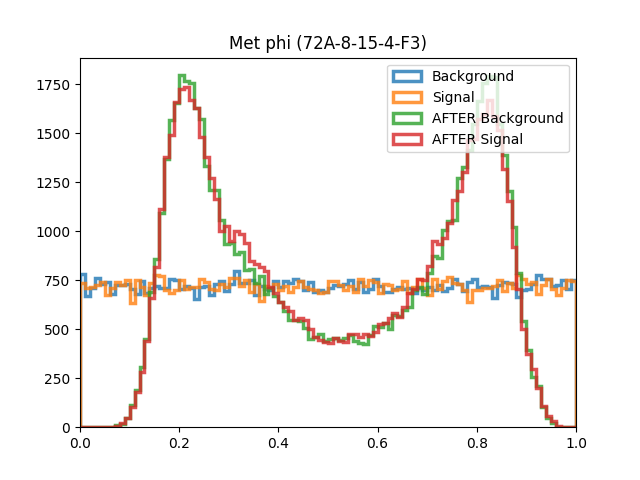 Met phi (72A-8-15-4-F3)
Background
Signal
AFTER Background
AFTER Signal
1750
1500
1250
1000
750
500
250
0
0.0 0.2 0.4 0.6 0.8 1.0